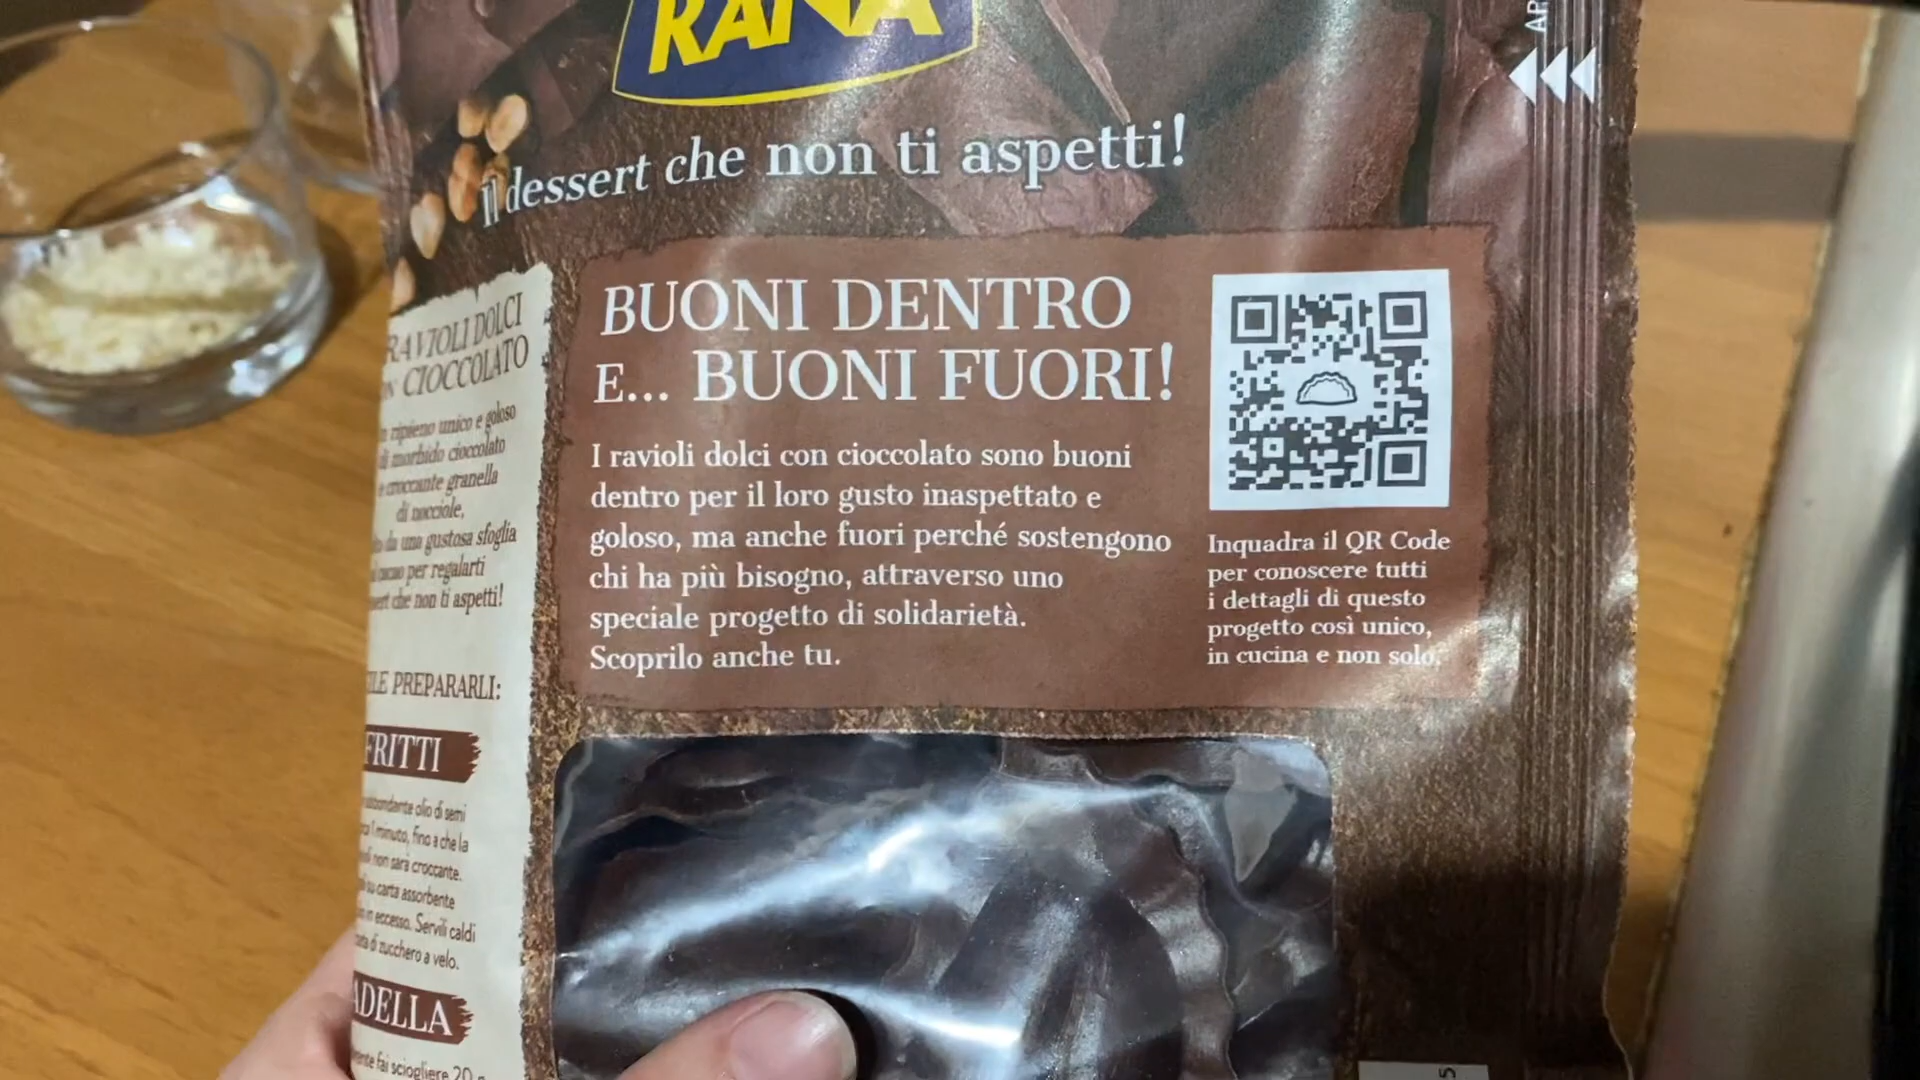 RANA
il dessert che non ti aspetti!
BUONI DENTRO
E... BUONI FUORI!
I ravioli dolci con cioccolato sono buoni
dentro per il loro gusto inaspettato e
goloso, ma anche fuori perché sostengono
chi ha più bisogno, attraverso uno
speciale progetto di solidarietà.
Scoprilo anche tu.
Inquadra il QR Code
per conoscere tutti
i dettagli di questo
progetto così unico,
in cucina e non solo.
RAVIOLI DOLCI
CIOCCOLATO
ripieno unico e goloso
di morbido cioccolato
e croccante granella
di nocciole,
da una gustosa sfoglia
cacao per regalarti
che non ti aspetti!
PREPARARLI:
FRITTI
abbondante olio di semi
1 minuto, fino a che la
non sarà croccante.
su carta assorbente
in eccesso. Servili caldi
di zucchero a velo.
ADELLA
fai sciogliere 20
AP
5